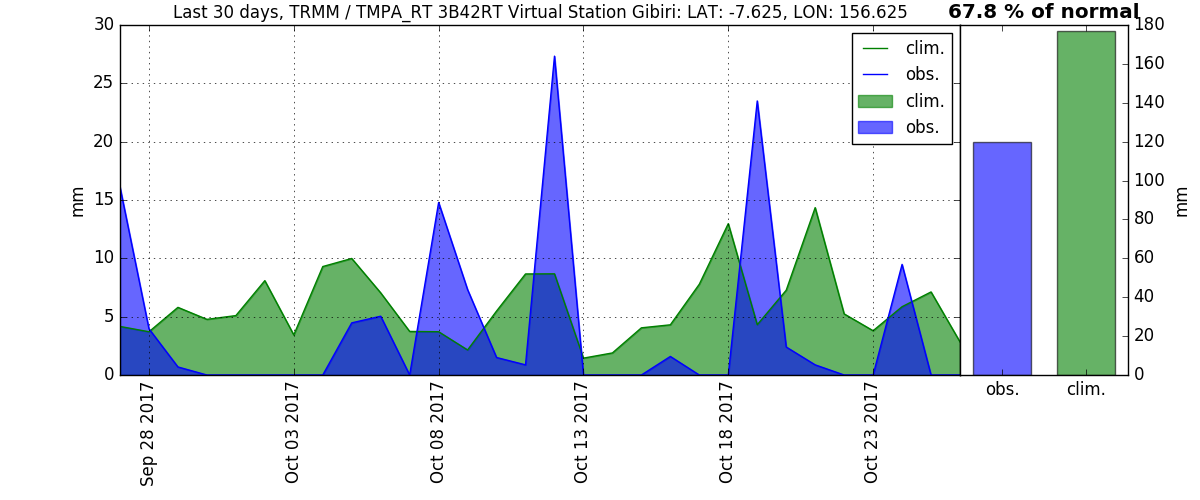 Last 30 days, TRMM / TMPA_RT 3B42RT Virtual Station Gibiri: LAT: -7.625, LON: 156.625
67.8 % of normal
mm
30
25
20
15
10
5
0
clim.
obs.
clim.
obs.
Sep 28 2017
Oct 03 2017
Oct 08 2017
Oct 13 2017
Oct 18 2017
Oct 23 2017
180
160
140
120
100
80
60
40
20
0
mm
obs.
clim.